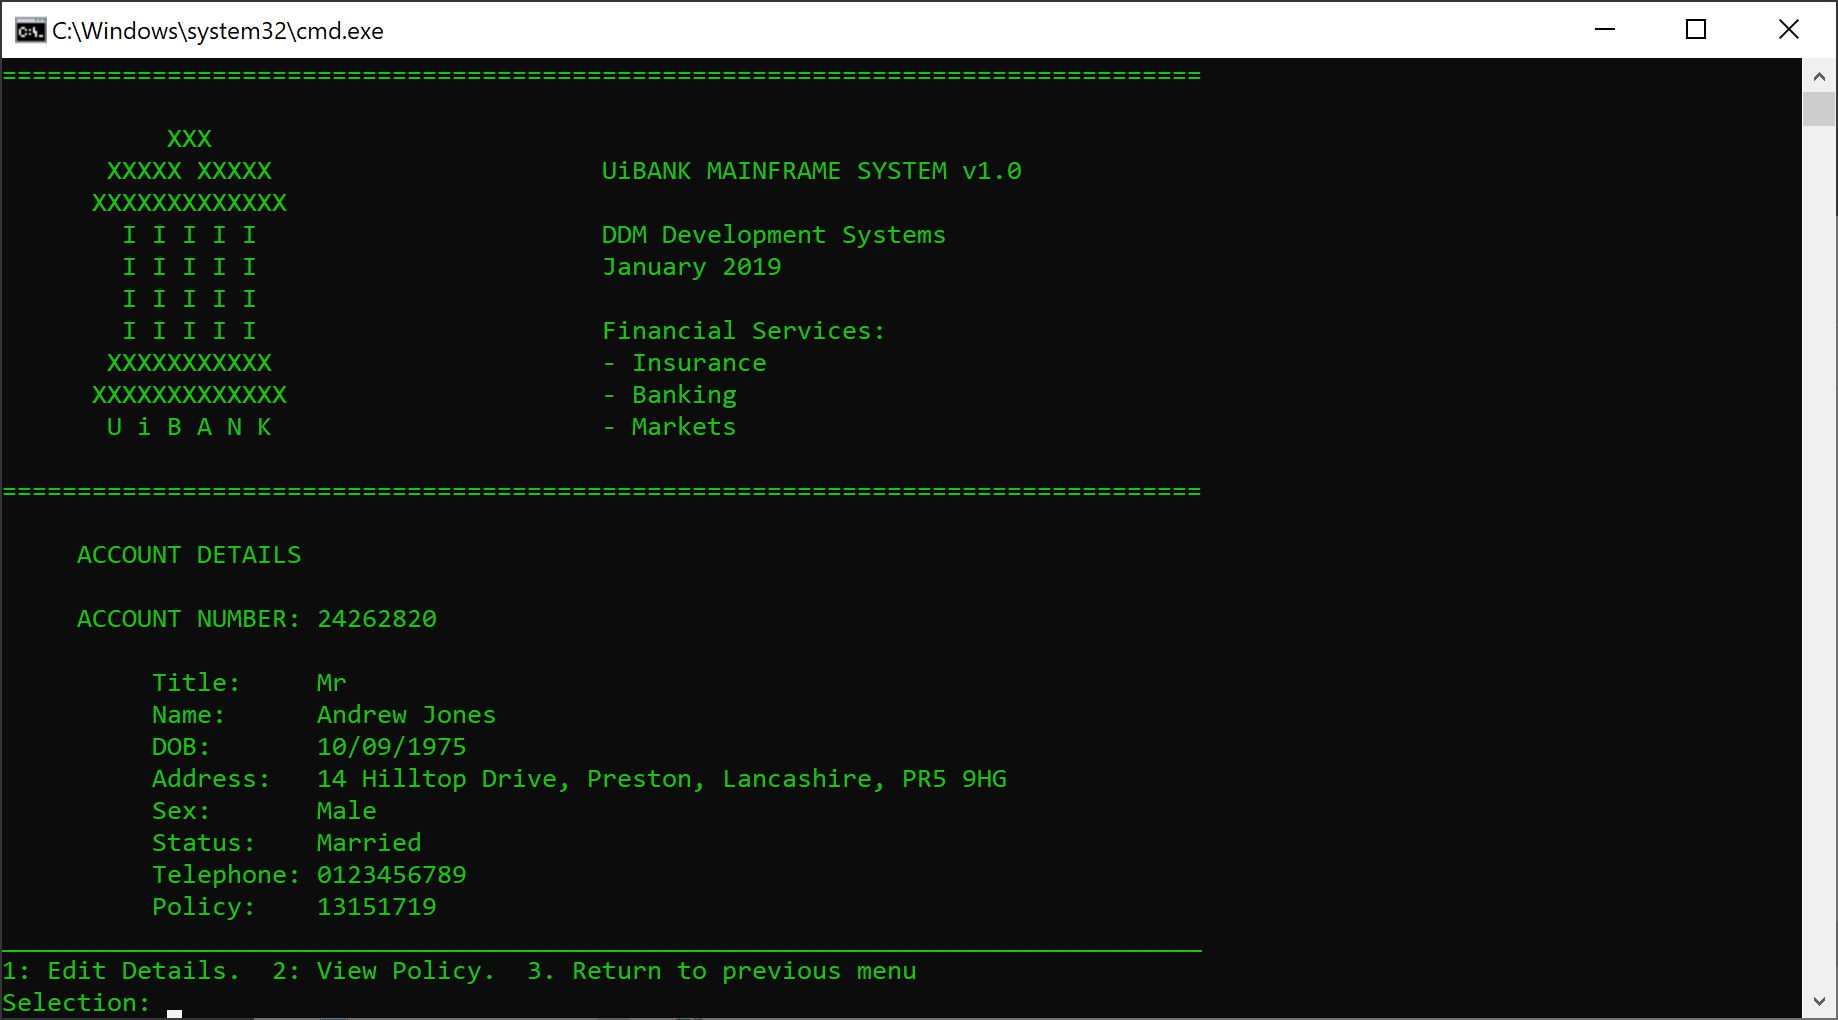 C:\Windows\system32\cmd.exe
================================================================================
XXX
XXXXX XXXXX UiBANK MAINFRAME SYSTEM v1.0
XXXXXXXXXXXXX
I I I I I DDM Development Systems
I I I I I January 2019
I I I I I
I I I I I Financial Services:
XXXXXXXXXXX - Insurance
XXXXXXXXXXXXX - Banking
U i B A N K - Markets
================================================================================
ACCOUNT DETAILS
ACCOUNT NUMBER: 24262820
Title: Mr
Name: Andrew Jones
DOB: 10/09/1975
Address: 14 Hilltop Drive, Preston, Lancashire, PR5 9HG
Sex: Male
Status: Married
Telephone: 0123456789
Policy: 13151719
________________________________________________________________________________
1: Edit Details. 2: View Policy. 3. Return to previous menu
Selection: _